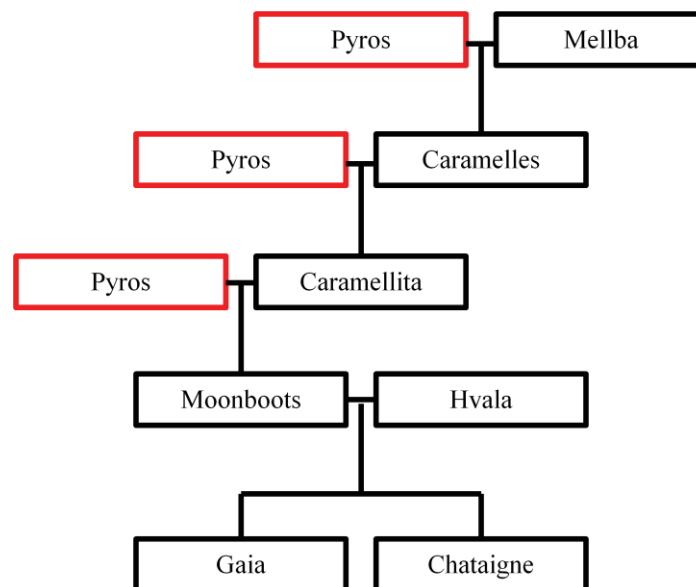 Pyros
Mellba
Pyros
Caramelles
Pyros
Caramellita
Moonboots
Hvala
Gaia
Chataigne